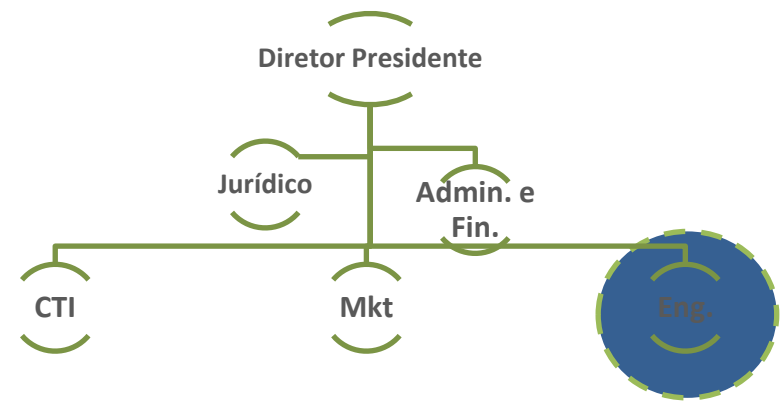 Diretor Presidente
Jurídico
Admin. e
Fin.
CTI
Mkt
Eng.